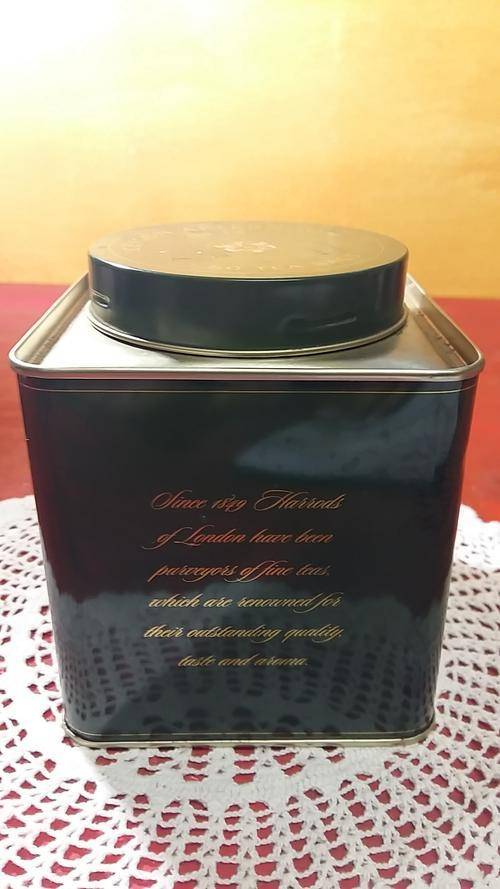 Since 1849 Harrods
of London have been
purveyors of fine teas,
which are renowned for
their outstanding quality,
taste and aroma.